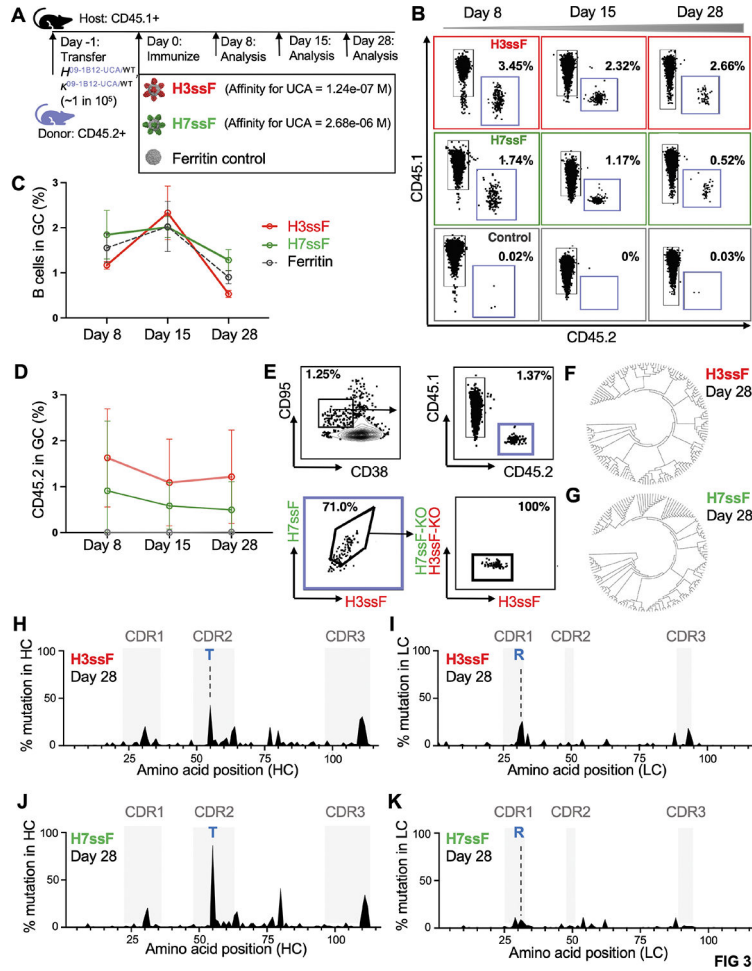 A
Host: CD45.1+
Day -1:
Transfer
H09-1B12-UCA/WT,
K09-1B12-UCA/WT
(~1 in 10⁵)
Donor: CD45.2+
Day 0:
Immunize
Day 8:
Analysis
Day 15:
Analysis
Day 28:
Analysis
H3ssF (Affinity for UCA = 1.24e-07 M)
H7ssF (Affinity for UCA = 2.68e-06 M)
Ferritin control
B
Day 8 Day 15 Day 28
H3ssF
3.45% 2.32% 2.66%
H7ssF
1.74% 1.17% 0.52%
Control
0.02% 0% 0.03%
CD45.1
CD45.2
C
B cells in GC (%)
3
2
1
0
Day 8 Day 15 Day 28
H3ssF
H7ssF
Ferritin
D
CD45.2 in GC (%)
3
2
1
0
Day 8 Day 15 Day 28
E
CD95
1.25%
CD38
CD45.1
1.37%
CD45.2
H7ssF
71.0%
H3ssF
H7ssF-KO
H3ssF-KO
100%
H3ssF
F
H3ssF
Day 28
G
H7ssF
Day 28
H
CDR1 CDR2 CDR3
H3ssF
Day 28
T
% mutation in HC
100
50
0
25 50 75 100
Amino acid position (HC)
I
CDR1 CDR2 CDR3
H3ssF
Day 28
R
% mutation in LC
100
50
0
25 50 75 100
Amino acid position (LC)
J
CDR1 CDR2 CDR3
H7ssF
Day 28
T
% mutation in HC
100
50
0
25 50 75 100
Amino acid position (HC)
K
CDR1 CDR2 CDR3
H7ssF
Day 28
R
% mutation in LC
100
50
0
25 50 75 100
Amino acid position (LC)
FIG 3